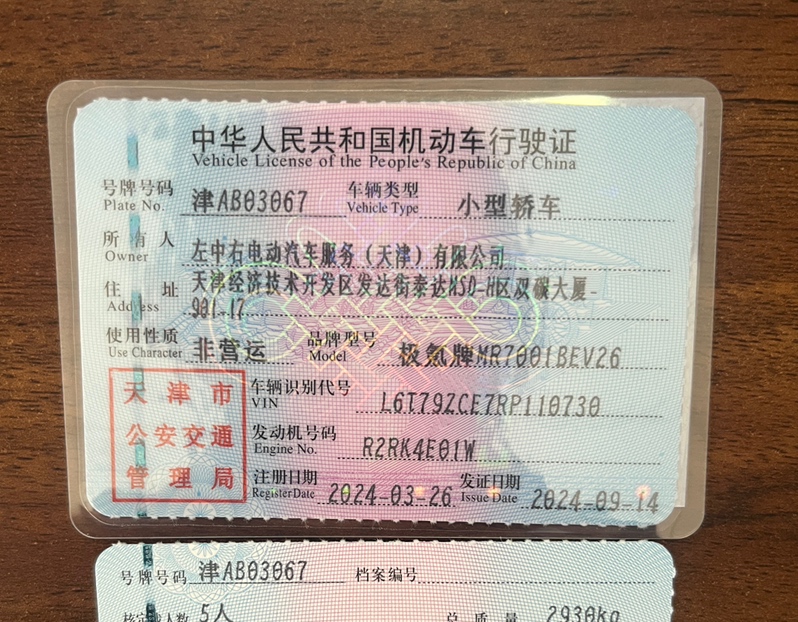 中华人民共和国机动车行驶证
Vehicle License of the People's Republic of China
号牌号码 津AB03067 车辆类型 小型轿车
Plate No. Vehicle Type
所有人 左中右电动汽车服务（天津）有限公司
Owner
住址 天津经济技术开发区发达街泰达MSD-H区双碳大厦-
Address 901-17
使用性质 非营运 品牌型号 极氪牌MR7001BEV26
Use Character Model
天津市
公安交通
管理局
车辆识别代号 L6T79ZCE7RP110730
VIN
发动机号码 R2RK4E01W
Engine No.
注册日期 2024-03-26 发证日期 2024-09-14
Register Date Issue Date
号牌号码 津AB03067 档案编号
核定载人数 5人 总质量 2930kg